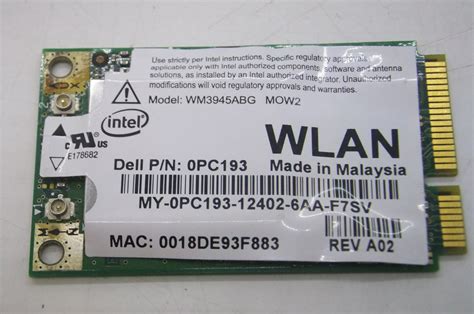 Use strictly per Intel instructions. Specific regulatory approvals
applicable only if using Intel authorized components, software and antenna
solutions, as installed by an Intel authorized integrator. Unauthorized
modifications will void regulatory approvals
and warranties.
Model: WM3945ABG MOW2
intel
WLAN
E178682
Dell P/N: 0PC193
Made in Malaysia
MY-0PC193-12402-6AA-F7SV
MAC: 0018DE93F883
REV A02